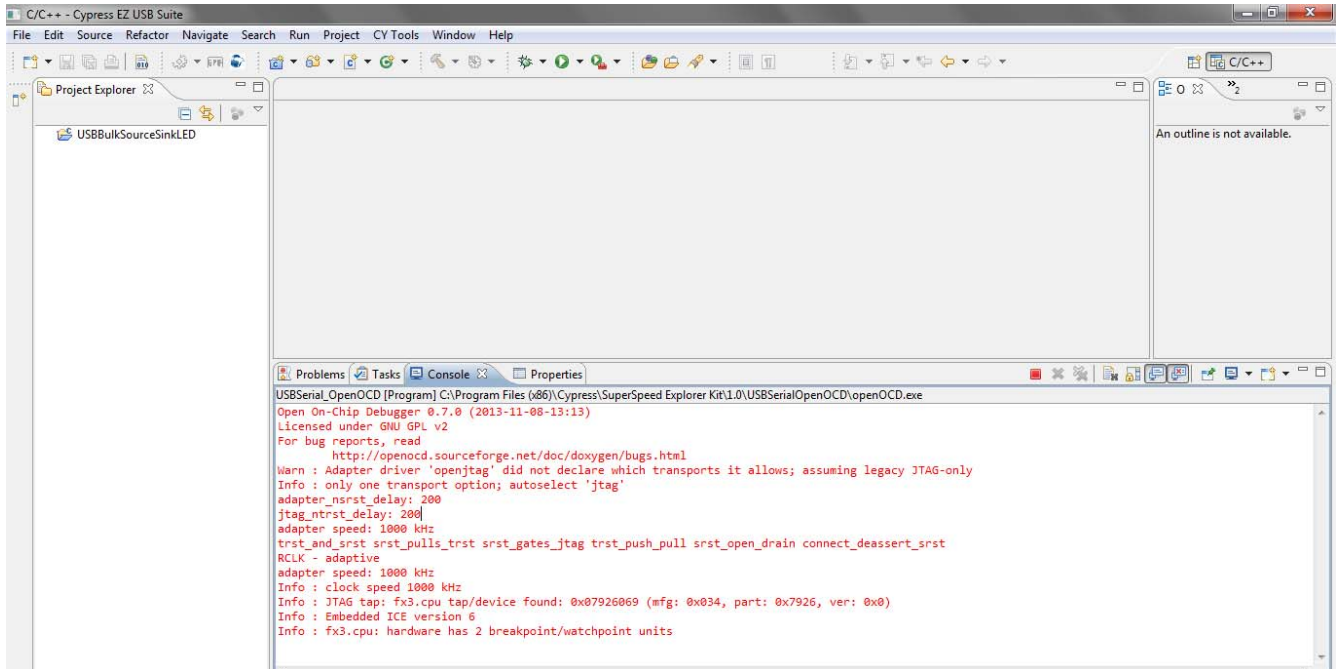 C/C++ - Cypress EZ USB Suite
File Edit Source Refactor Navigate Search Run Project CY Tools Window Help
C/C++
Project Explorer
O
»2
USBBulkSourceSinkLED
An outline is not available.
Problems Tasks Console Properties
USBSerial_OpenOCD [Program] C:\Program Files (x86)\Cypress\SuperSpeed Explorer Kit\1.0\USBSerialOpenOCD\openOCD.exe
Open On-Chip Debugger 0.7.0 (2013-11-08-13:13)
Licensed under GNU GPL v2
For bug reports, read
http://openocd.sourceforge.net/doc/doxygen/bugs.html
Warn : Adapter driver 'openjtag' did not declare which transports it allows; assuming legacy JTAG-only
Info : only one transport option; autoselect 'jtag'
adapter_nsrst_delay: 200
jtag_ntrst_delay: 200
adapter speed: 1000 kHz
trst_and_srst srst_pulls_trst srst_gates_jtag trst_push_pull srst_open_drain connect_deassert_srst
RCLK - adaptive
adapter speed: 1000 kHz
Info : clock speed 1000 kHz
Info : JTAG tap: fx3.cpu tap/device found: 0x07926069 (mfg: 0x034, part: 0x7926, ver: 0x0)
Info : Embedded ICE version 6
Info : fx3.cpu: hardware has 2 breakpoint/watchpoint units